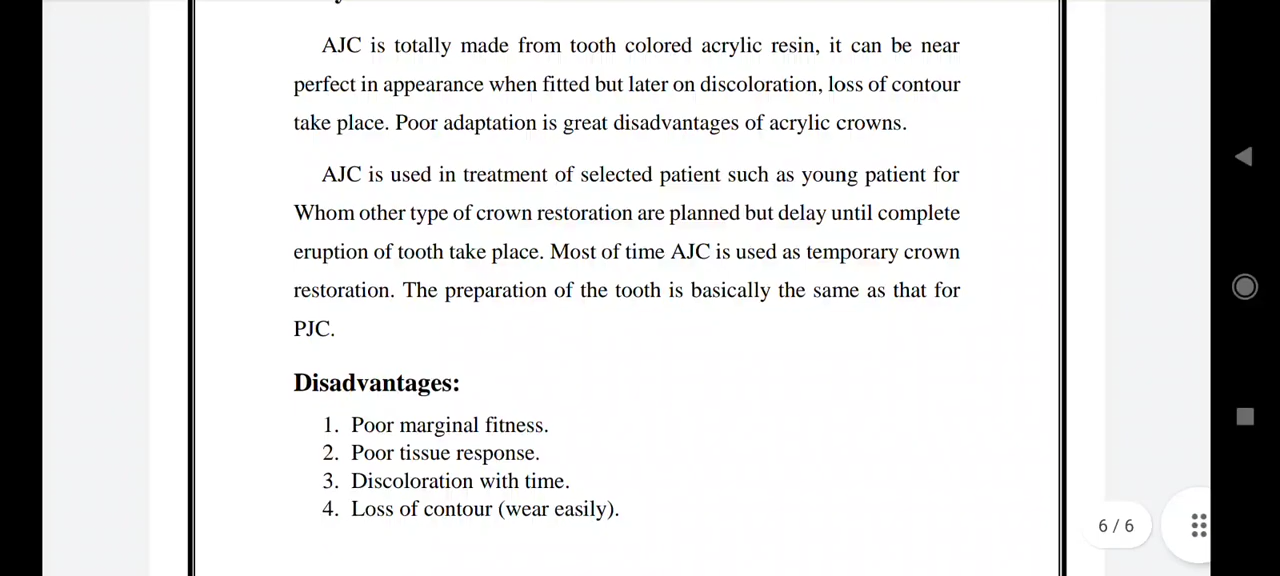 AJC is totally made from tooth colored acrylic resin, it can be near
perfect in appearance when fitted but later on discoloration, loss of contour
take place. Poor adaptation is great disadvantages of acrylic crowns.
AJC is used in treatment of selected patient such as young patient for
Whom other type of crown restoration are planned but delay until complete
eruption of tooth take place. Most of time AJC is used as temporary crown
restoration. The preparation of the tooth is basically the same as that for
PJC.
Disadvantages:
1. Poor marginal fitness.
2. Poor tissue response.
3. Discoloration with time.
4. Loss of contour (wear easily).
6 / 6